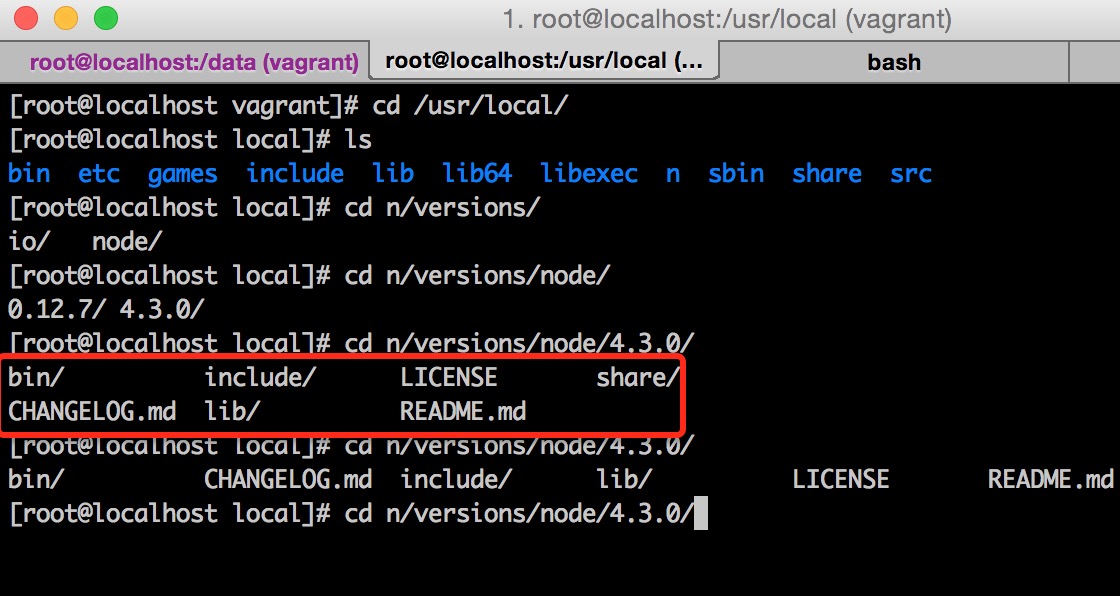 1. root@localhost:/usr/local (vagrant)
root@localhost:/data (vagrant) root@localhost:/usr/local (... bash
[root@localhost vagrant]# cd /usr/local/
[root@localhost local]# ls
bin etc games include lib lib64 libexec n sbin share src
[root@localhost local]# cd n/versions/
io/ node/
[root@localhost local]# cd n/versions/node/
0.12.7/ 4.3.0/
[root@localhost local]# cd n/versions/node/4.3.0/
bin/ include/ LICENSE share/
CHANGELOG.md lib/ README.md
[root@localhost local]# cd n/versions/node/4.3.0/
bin/ CHANGELOG.md include/ lib/ LICENSE README.md
[root@localhost local]# cd n/versions/node/4.3.0/